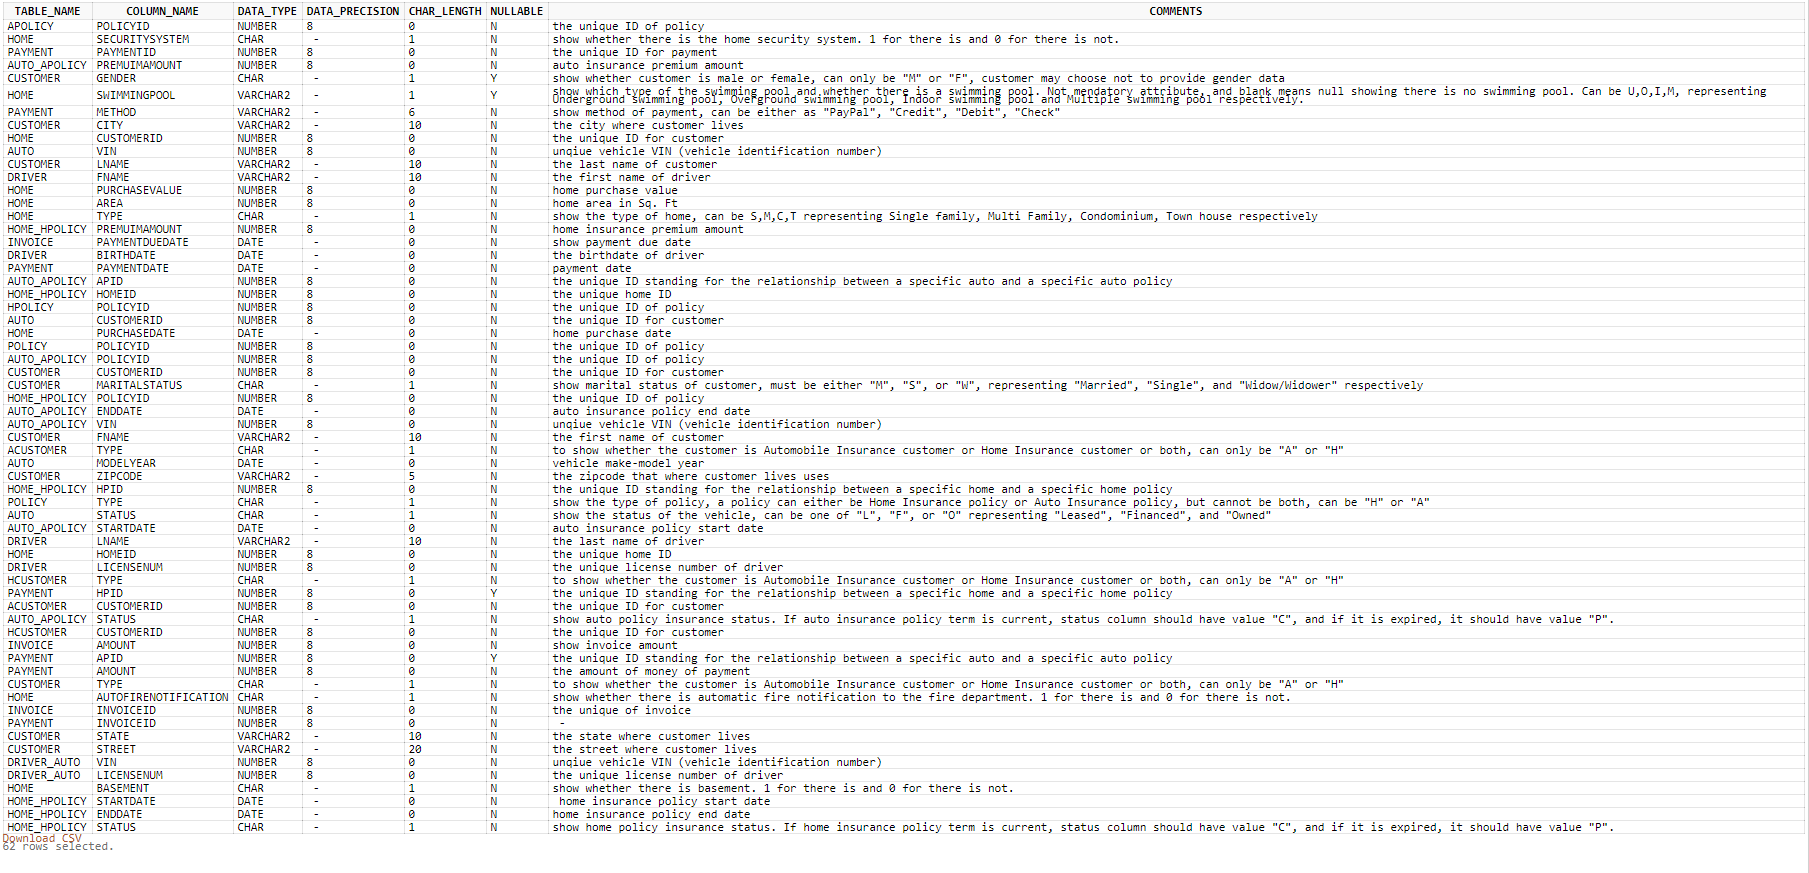 TABLE_NAME COLUMN_NAME DATA_TYPE DATA_PRECISION CHAR_LENGTH NULLABLE COMMENTS
APOLICY POLICYID NUMBER 8 0 N the unique ID of policy
HOME SECURITYSYSTEM CHAR - 1 N show whether there is the home security system. 1 for there is and 0 for there is not.
PAYMENT PAYMENTID NUMBER 8 0 N the unique ID for payment
AUTO_APOLICY PREMUIMAMOUNT NUMBER 8 0 N auto insurance premium amount
CUSTOMER GENDER CHAR - 1 Y show whether customer is male or female, can only be "M" or "F", customer may choose not to provide gender data
HOME SWIMMINGPOOL VARCHAR2 - 1 Y show which type of the swimming pool and whether there is a swimming pool. Not mendatory attribute, and blank means null showing there is no swimming pool. Can be U,O,I,M, representing
Underground swimming pool, Overground swimming pool, Indoor swimming pool and Multiple swimming pool respectively.
PAYMENT METHOD VARCHAR2 - 6 N show method of payment, can be either as "PayPal", "Credit", "Debit", "Check"
CUSTOMER CITY VARCHAR2 - 10 N the city where customer lives
HOME CUSTOMERID NUMBER 8 0 N the unique ID for customer
AUTO VIN NUMBER 8 0 N unqiue vehicle VIN (vehicle identification number)
CUSTOMER LNAME VARCHAR2 - 10 N the last name of customer
DRIVER FNAME VARCHAR2 - 10 N the first name of driver
HOME PURCHASEVALUE NUMBER 8 0 N home purchase value
HOME AREA NUMBER 8 0 N home area in Sq. Ft
HOME TYPE CHAR - 1 N show the type of home, can be S,M,C,T representing Single family, Multi Family, Condominium, Town house respectively
HOME_HPOLICY PREMUIMAMOUNT NUMBER 8 0 N home insurance premium amount
INVOICE PAYMENTDUEDATE DATE - 0 N show payment due date
DRIVER BIRTHDATE DATE - 0 N the birthdate of driver
PAYMENT PAYMENTDATE DATE - 0 N payment date
AUTO_APOLICY APID NUMBER 8 0 N the unique ID standing for the relationship between a specific auto and a specific auto policy
HOME_HPOLICY HOMEID NUMBER 8 0 N the unique home ID
HPOLICY POLICYID NUMBER 8 0 N the unique ID of policy
AUTO CUSTOMERID NUMBER 8 0 N the unique ID for customer
HOME PURCHASEDATE DATE - 0 N home purchase date
POLICY POLICYID NUMBER 8 0 N the unique ID of policy
AUTO_APOLICY POLICYID NUMBER 8 0 N the unique ID of policy
CUSTOMER CUSTOMERID NUMBER 8 0 N the unique ID for customer
CUSTOMER MARITALSTATUS CHAR - 1 N show marital status of customer, must be either "M", "S", or "W", representing "Married", "Single", and "Widow/Widower" respectively
HOME_HPOLICY POLICYID NUMBER 8 0 N the unique ID of policy
AUTO_APOLICY ENDDATE DATE - 0 N auto insurance policy end date
AUTO_APOLICY VIN NUMBER 8 0 N unqiue vehicle VIN (vehicle identification number)
CUSTOMER FNAME VARCHAR2 - 10 N the first name of customer
ACUSTOMER TYPE CHAR - 1 N to show whether the customer is Automobile Insurance customer or Home Insurance customer or both, can only be "A" or "H"
AUTO MODELYEAR DATE - 0 N vehicle make-model year
CUSTOMER ZIPCODE VARCHAR2 - 5 N the zipcode that where customer lives uses
HOME_HPOLICY HPID NUMBER 8 0 N the unique ID standing for the relationship between a specific home and a specific home policy
POLICY TYPE CHAR - 1 N show the type of policy, a policy can either be Home Insurance policy or Auto Insurance policy, but cannot be both, can be "H" or "A"
AUTO STATUS CHAR - 1 N show the status of the vehicle, can be one of "L", "F", or "O" representing "Leased", "Financed", and "Owned"
AUTO_APOLICY STARTDATE DATE - 0 N auto insurance policy start date
DRIVER LNAME VARCHAR2 - 10 N the last name of driver
HOME HOMEID NUMBER 8 0 N the unique home ID
DRIVER LICENSENUM NUMBER 8 0 N the unique license number of driver
HCUSTOMER TYPE CHAR - 1 N to show whether the customer is Automobile Insurance customer or Home Insurance customer or both, can only be "A" or "H"
PAYMENT HPID NUMBER 8 0 Y the unique ID standing for the relationship between a specific home and a specific home policy
ACUSTOMER CUSTOMERID NUMBER 8 0 N the unique ID for customer
AUTO_APOLICY STATUS CHAR - 1 N show auto policy insurance status. If auto insurance policy term is current, status column should have value "C", and if it is expired, it should have value "P".
HCUSTOMER CUSTOMERID NUMBER 8 0 N the unique ID for customer
INVOICE AMOUNT NUMBER 8 0 N show invoice amount
PAYMENT APID NUMBER 8 0 Y the unique ID standing for the relationship between a specific auto and a specific auto policy
PAYMENT AMOUNT NUMBER 8 0 N the amount of money of payment
CUSTOMER TYPE CHAR - 1 N to show whether the customer is Automobile Insurance customer or Home Insurance customer or both, can only be "A" or "H"
HOME AUTOFIRENOTIFICATION CHAR - 1 N show whether there is automatic fire notification to the fire department. 1 for there is and 0 for there is not.
INVOICE INVOICEID NUMBER 8 0 N the unique of invoice
PAYMENT INVOICEID NUMBER 8 0 N -
CUSTOMER STATE VARCHAR2 - 10 N the state where customer lives
CUSTOMER STREET VARCHAR2 - 20 N the street where customer lives
DRIVER_AUTO VIN NUMBER 8 0 N unqiue vehicle VIN (vehicle identification number)
DRIVER_AUTO LICENSENUM NUMBER 8 0 N the unique license number of driver
HOME BASEMENT CHAR - 1 N show whether there is basement. 1 for there is and 0 for there is not.
HOME_HPOLICY STARTDATE DATE - 0 N home insurance policy start date
HOME_HPOLICY ENDDATE DATE - 0 N home insurance policy end date
HOME_HPOLICY STATUS CHAR - 1 N show home policy insurance status. If home insurance policy term is current, status column should have value "C", and if it is expired, it should have value "P".
Download CSV
62 rows selected.